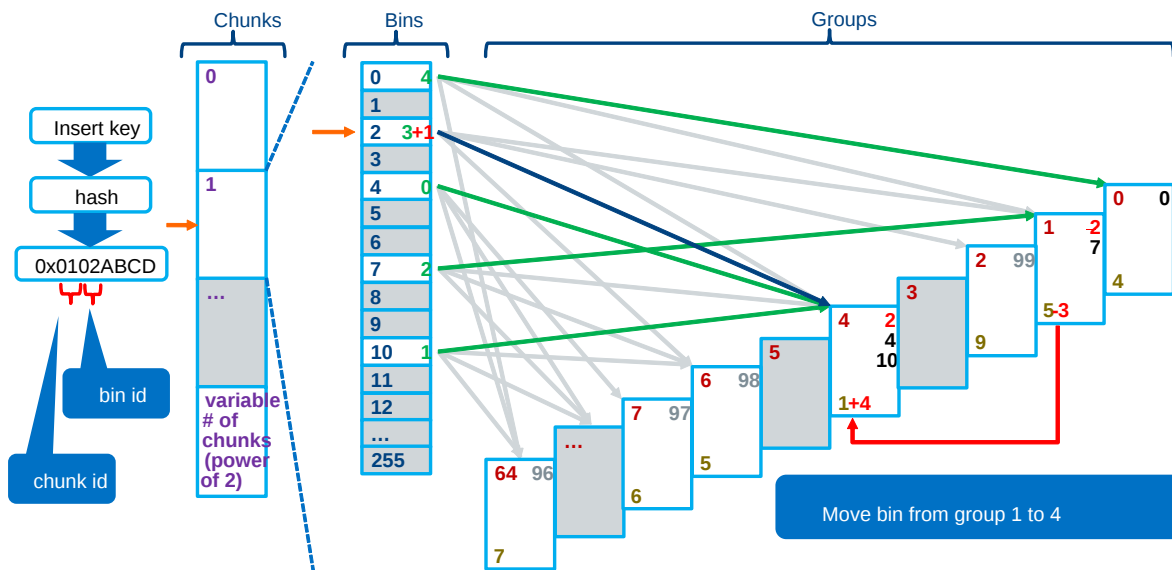 Chunks
Bins
Groups
Insert key
hash
0x0102ABCD
bin id
chunk id
0
1
...
variable
# of
chunks
(power
of 2)
0 4
1
2 3+1
3
4 0
5
6
7 2
8
9
10 1
11
12
...
255
0 0
1 2
7
4
5-3
2 99
9
3
4 2
4
10
1+4
5
6 98
5
7 97
6
...
64 96
7
Move bin from group 1 to 4